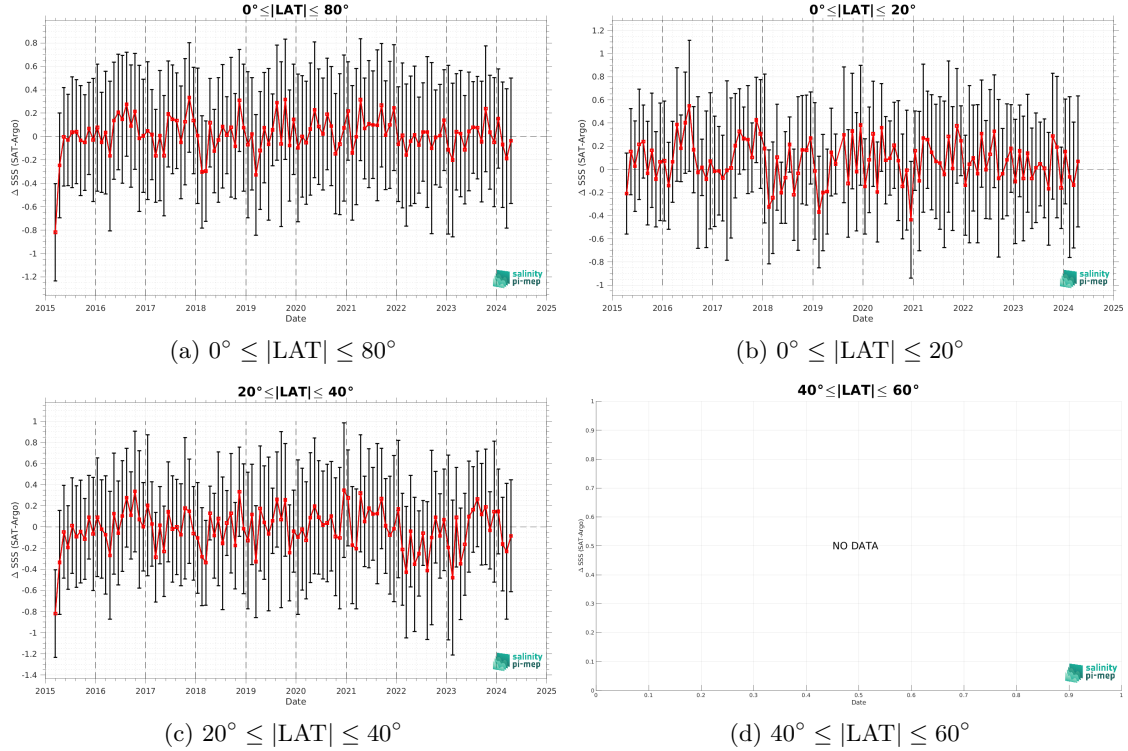 0°≤|LAT|≤ 80°
Δ SSS (SAT-Argo)
0.8
0.6
0.4
0.2
0
-0.2
-0.4
-0.6
-0.8
-1
-1.2
2015 2016 2017 2018 2019 2020 2021 2022 2023 2024 2025
Date
salinity
pi-mep
(a) 0° ≤ |LAT| ≤ 80°
0°≤|LAT|≤ 20°
Δ SSS (SAT-Argo)
1.2
1
0.8
0.6
0.4
0.2
0
-0.2
-0.4
-0.6
-0.8
-1
2015 2016 2017 2018 2019 2020 2021 2022 2023 2024 2025
Date
salinity
pi-mep
(b) 0° ≤ |LAT| ≤ 20°
20°≤|LAT|≤ 40°
Δ SSS (SAT-Argo)
1
0.8
0.6
0.4
0.2
0
-0.2
-0.4
-0.6
-0.8
-1
-1.2
-1.4
2015 2016 2017 2018 2019 2020 2021 2022 2023 2024 2025
Date
salinity
pi-mep
(c) 20° ≤ |LAT| ≤ 40°
40°≤|LAT|≤ 60°
Δ SSS (SAT-Argo)
1
0.9
0.8
0.7
0.6
0.5
0.4
0.3
0.2
0.1
0
NO DATA
0 0.1 0.2 0.3 0.4 0.5 0.6 0.7 0.8 0.9 1
Date
salinity
pi-mep
(d) 40° ≤ |LAT| ≤ 60°